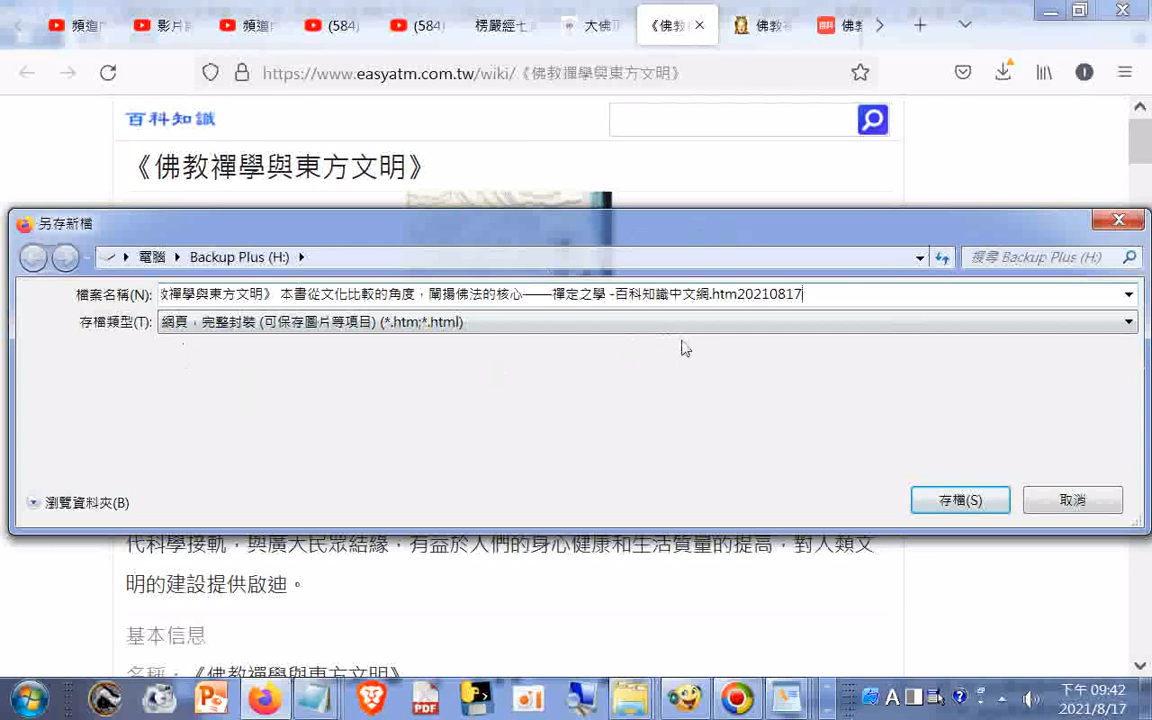 頻道
影片
頻道
(584)
(584)
楞嚴經七
大佛
《佛教
佛教
百科 佛教
https://www.easyatm.com.tw/wiki/《佛教禪學與東方文明》
百科知識
《佛教禪學與東方文明》
另存新檔
電腦 Backup Plus (H:)
搜尋 Backup Plus (H:)
檔案名稱(N): 禪學與東方文明》 本書從文化比較的角度，闡揚佛法的核心——禪定之學 -百科知識中文網.htm20210817
存檔類型(T): 網頁，完整封裝 (可保存圖片等項目) (*.htm;*.html)
瀏覽資料夾(B)
存檔(S)
取消
代科學接軌，與廣大民眾結緣，有益於人們的身心健康和生活質量的提高，對人類文
明的建設提供啟迪。
基本信息
名稱：《佛教禪學與東方文明》
PDF
A
下午 09:42
2021/8/17